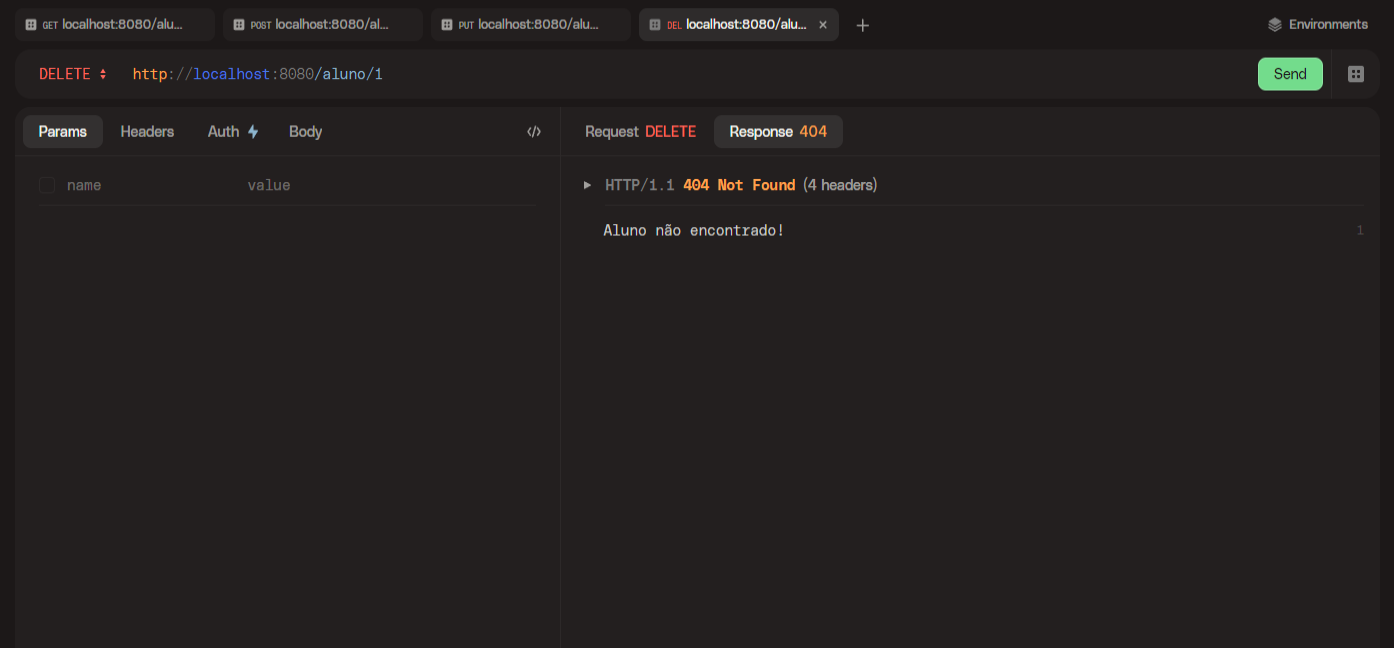 GET localhost:8080/alu... POST localhost:8080/al... PUT localhost:8080/alu... DEL localhost:8080/alu... × + Environments
DELETE http://localhost:8080/aluno/1 Send
Params Headers Auth Body </> Request DELETE Response 404
name value
HTTP/1.1 404 Not Found (4 headers)
Aluno não encontrado! 1